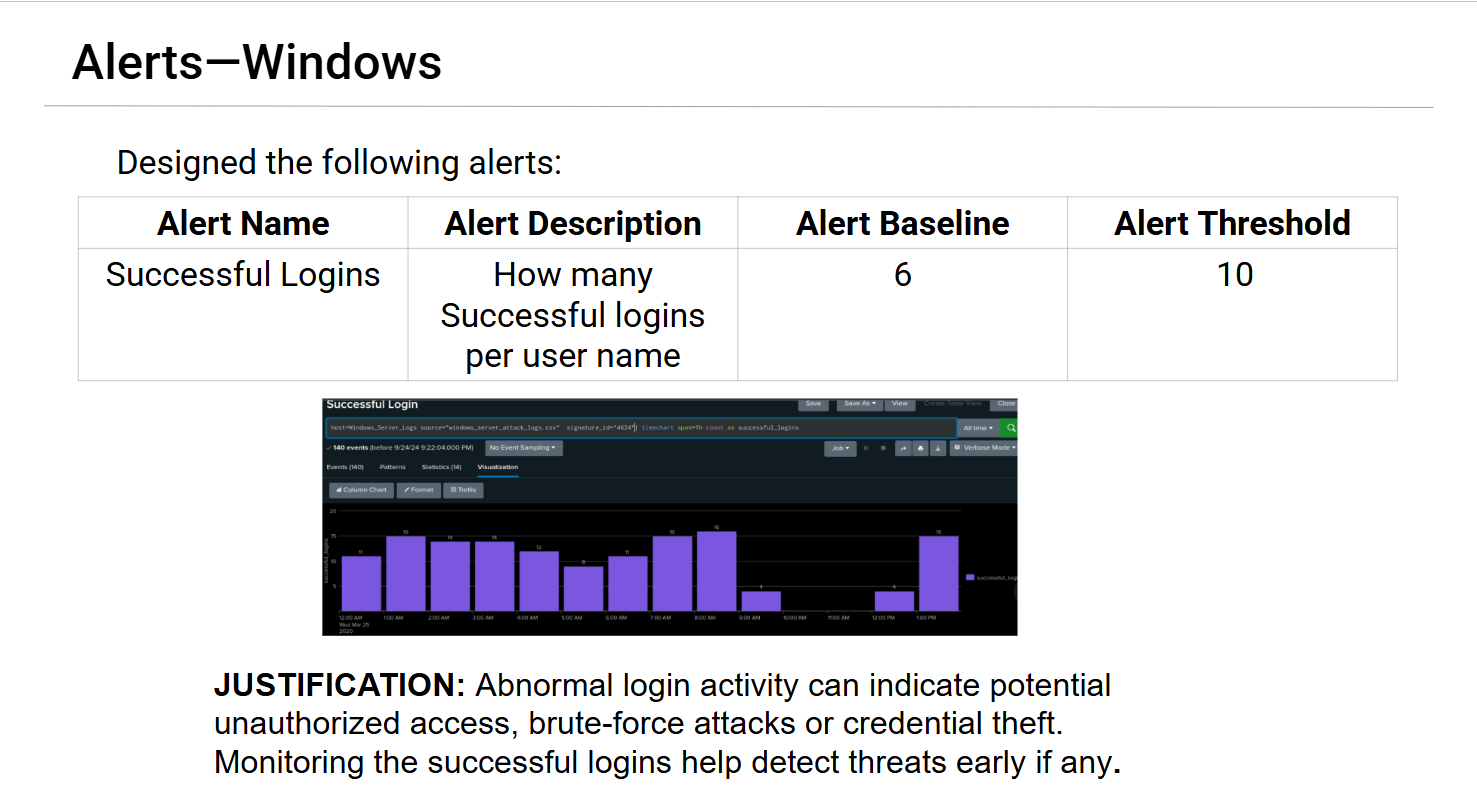 Alerts—Windows
Designed the following alerts:
Alert Name Alert Description Alert Baseline Alert Threshold
Successful Logins How many 6 10
Successful logins
per user name
Successful Login Save Save As View Create Table View Close
host=Windows_Server_Logs source="windows_server_attack_logs.csv" signature_id="4624"| timechart span=1h count as successful_logins All time
140 events (before 9/24/24 9:22:04.000 PM) No Event Sampling Job Verbose Mode
Events (140) Patterns Statistics (14) Visualization
Column Chart Format Trellis
successful_logins
20
15
10
5
11 15 14 14 12 9 11 15 16 4 4 15
12:00 AM 1:00 AM 2:00 AM 3:00 AM 4:00 AM 5:00 AM 6:00 AM 7:00 AM 8:00 AM 9:00 AM 10:00 AM 11:00 AM 12:00 PM 1:00 PM
Wed Mar 25
2020
JUSTIFICATION: Abnormal login activity can indicate potential
unauthorized access, brute-force attacks or credential theft.
Monitoring the successful logins help detect threats early if any.